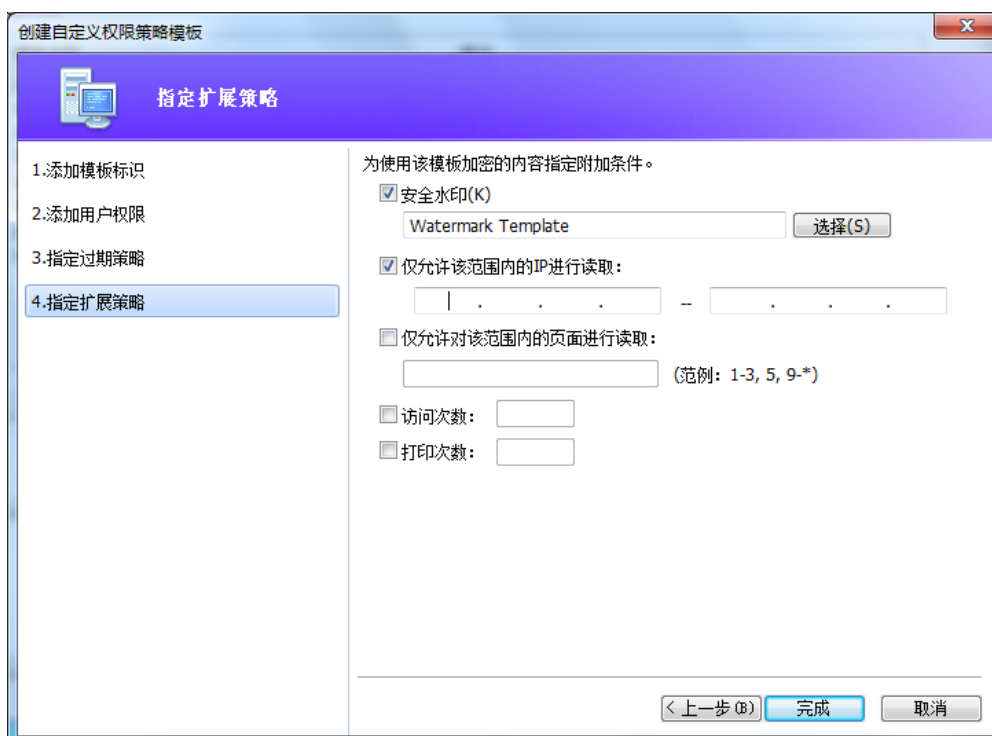 创建自定义权限策略模板
指定扩展策略
1.添加模板标识
2.添加用户权限
3.指定过期策略
4.指定扩展策略
为使用该模板加密的内容指定附加条件。
安全水印(K)
Watermark Template
选择(S)
仅允许该范围内的IP进行读取:
. . . -- . . .
仅允许对该范围内的页面进行读取:
(范例: 1-3, 5, 9-*)
访问次数:
打印次数:
< 上一步(B) 完成 取消